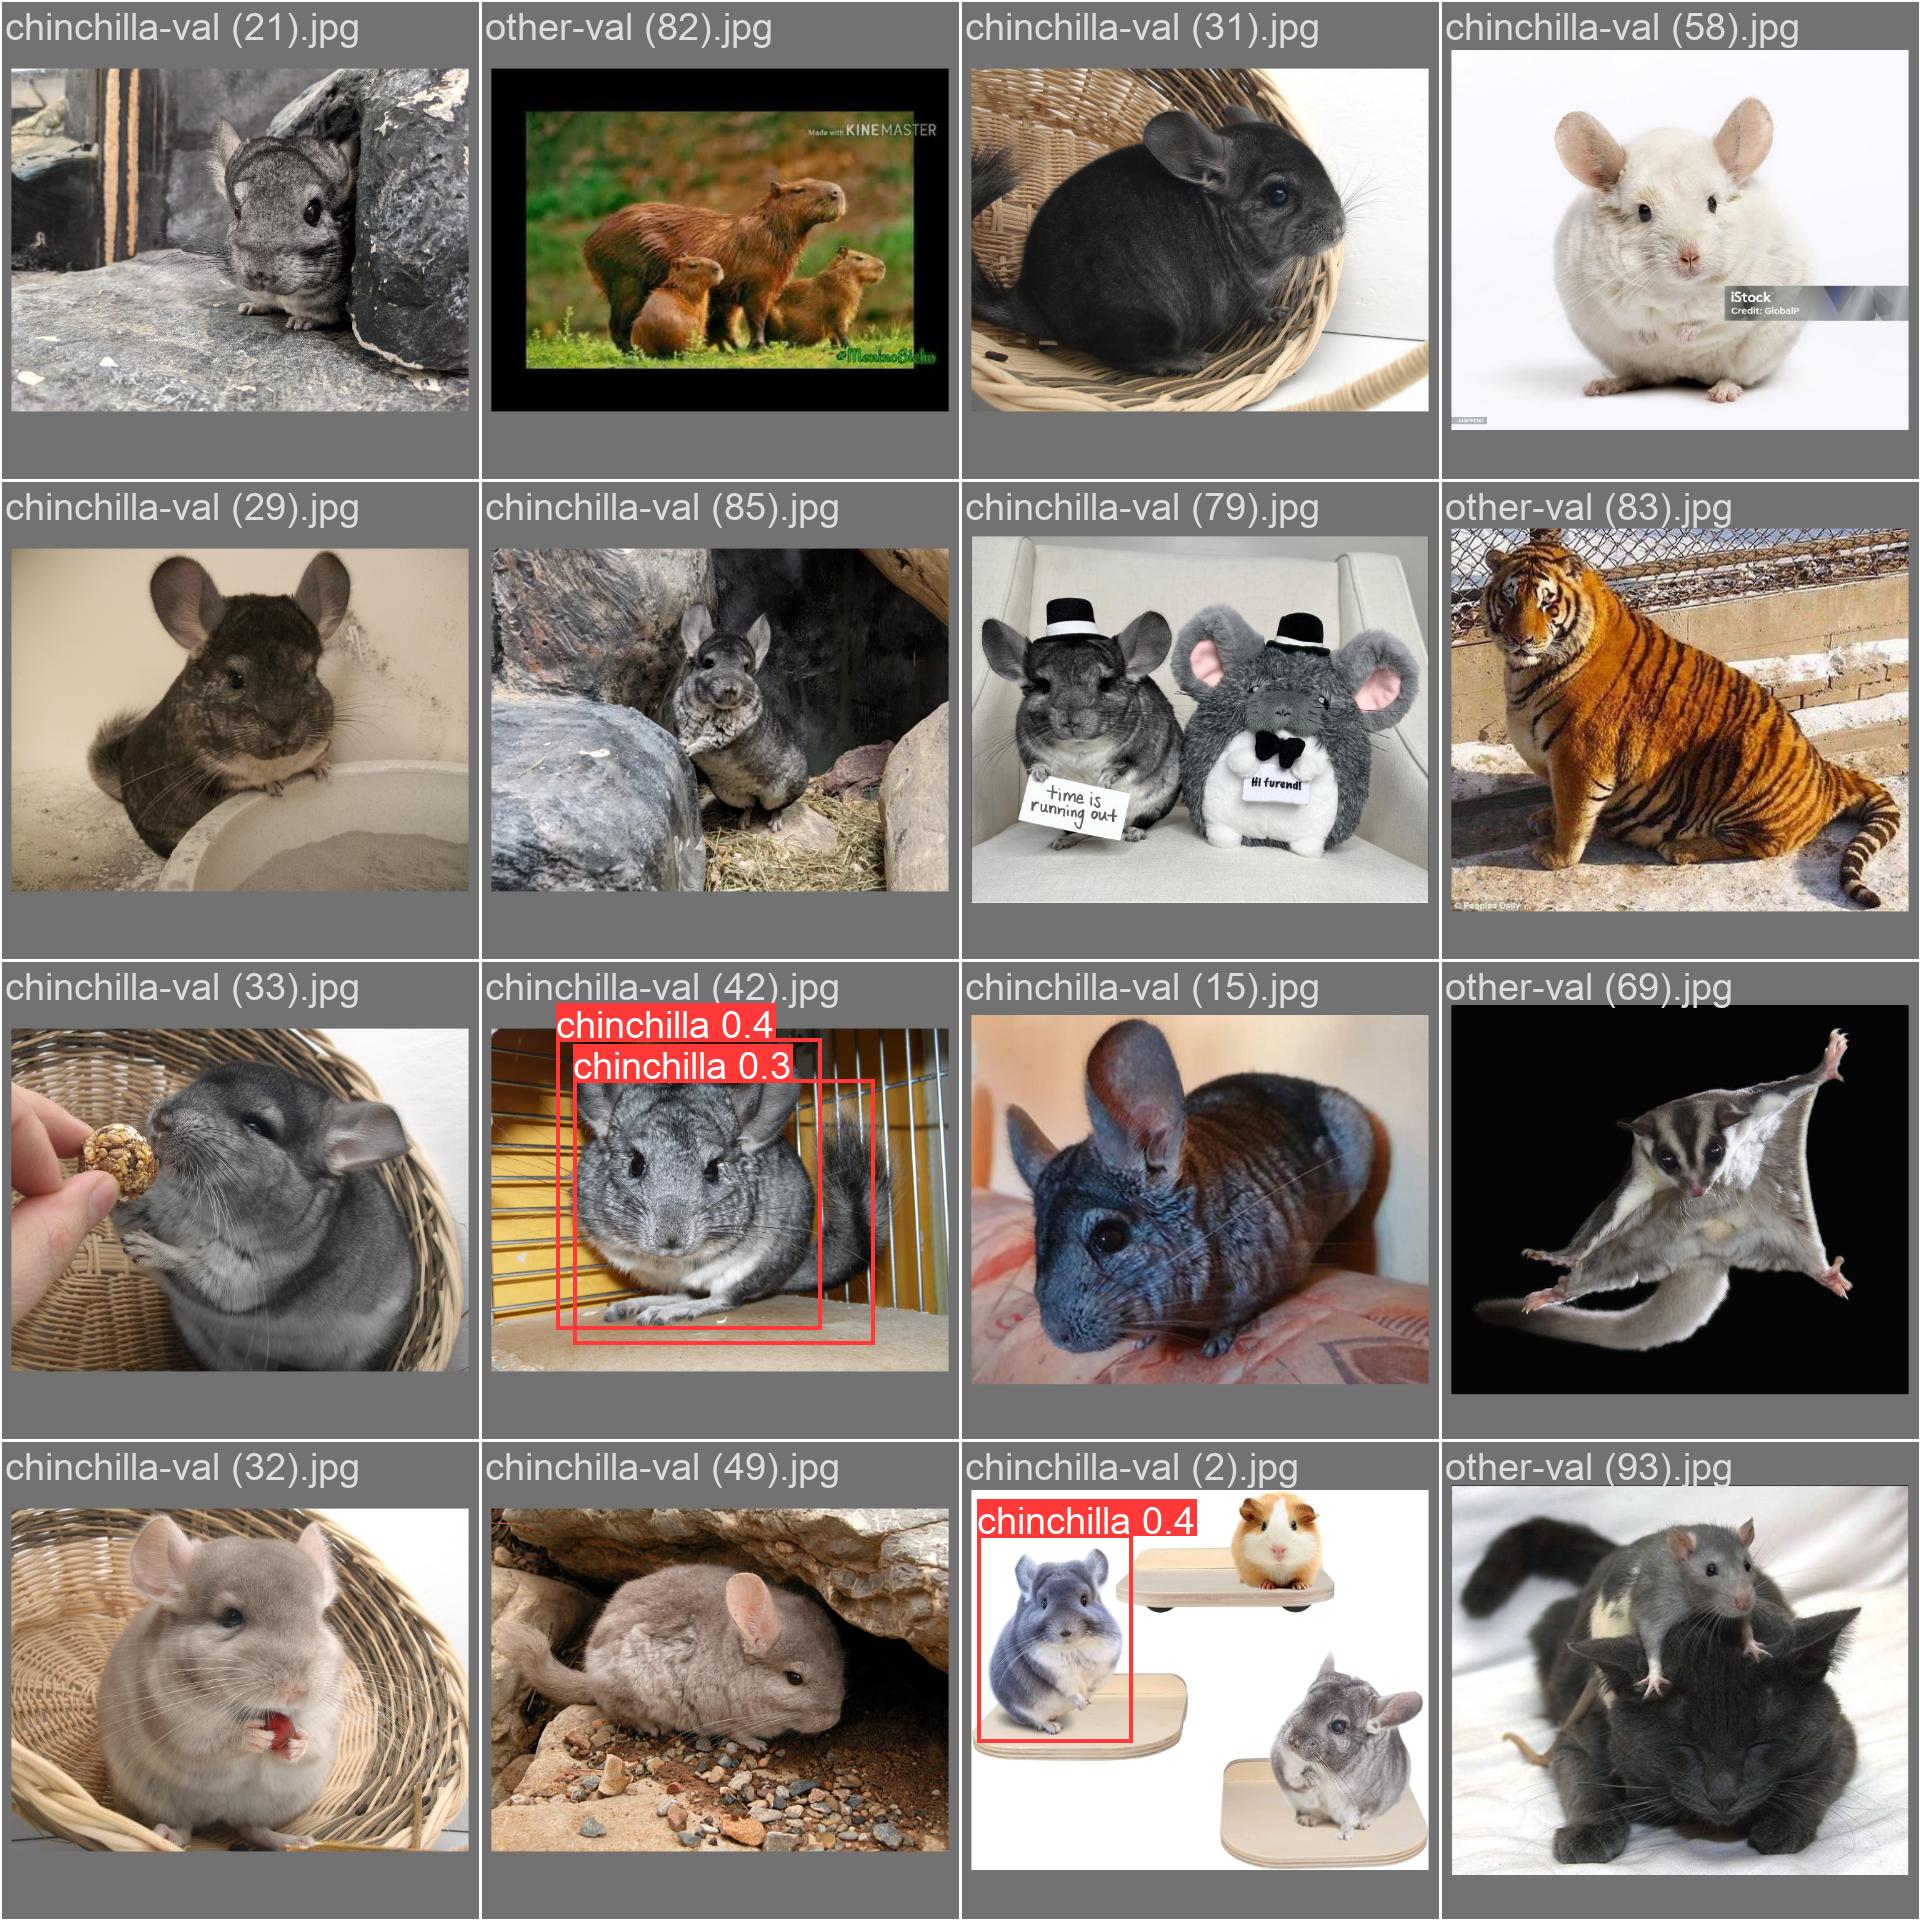 chinchilla-val (21).jpg
other-val (82).jpg
chinchilla-val (31).jpg
chinchilla-val (58).jpg
Made with KINEMASTER
iStock
Credit: GlobalP
#MeninoBicho
chinchilla-val (29).jpg
chinchilla-val (85).jpg
chinchilla-val (79).jpg
other-val (83).jpg
time is
running out
Hi furend!
© Peoples Daily
chinchilla-val (33).jpg
chinchilla-val (42).jpg
chinchilla-val (15).jpg
other-val (69).jpg
chinchilla 0.4
chinchilla 0.3
chinchilla-val (32).jpg
chinchilla-val (49).jpg
chinchilla-val (2).jpg
other-val (93).jpg
chinchilla 0.4